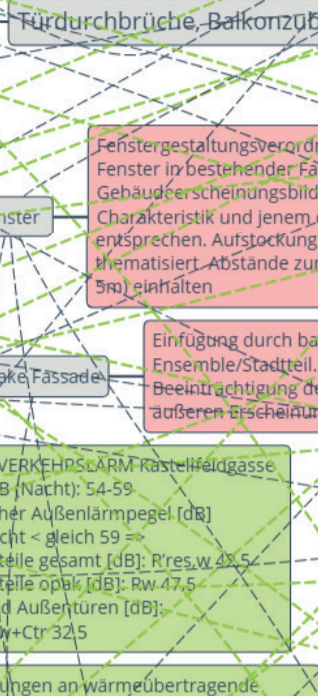 Türdurchbrüche, Balkonzub
Fenstergestaltungsverordn
Fenster in bestehender Fa
Gebäudeerscheinungsbild
nster
Charakteristik und jenem
entsprechen. Aufstockung
thematisiert. Abstände zur
5m) einhalten
Einfügung durch ba
Ensemble/Stadtteil.
ake Fassade
Beeinträchtigung de
äußeren Erscheinun
VERKEHPSLÄRM Kastellfeldgasse
B (Nacht): 54-59
her Außenlärmpegel [dB]
cht < gleich 59 =>
teile gesamt [dB]: R'res,w 42,5
teile opak [dB]: Rw 47,5
d Außentüren [dB]:
w+Ctr 32,5
ungen an wärmeübertragende